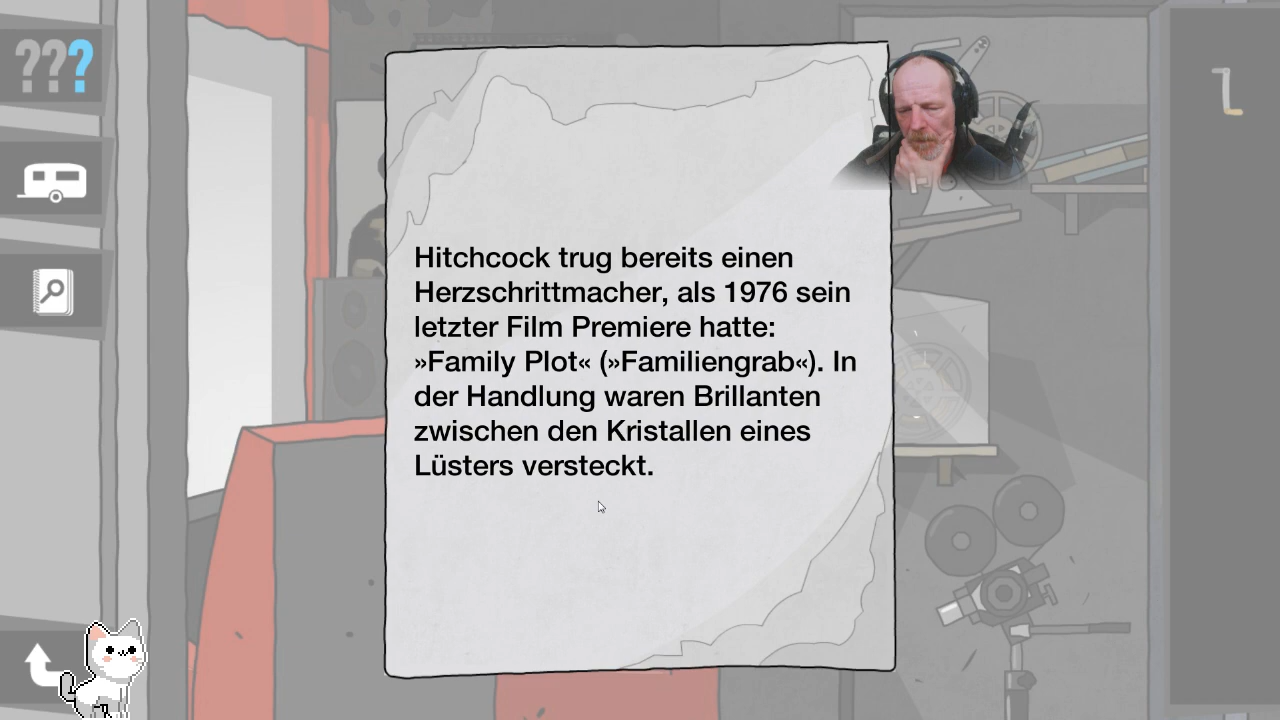 ???
Hitchcock trug bereits einen
Herzschrittmacher, als 1976 sein
letzter Film Premiere hatte:
»Family Plot« (»Familiengrab«). In
der Handlung waren Brillanten
zwischen den Kristallen eines
Lüsters versteckt.